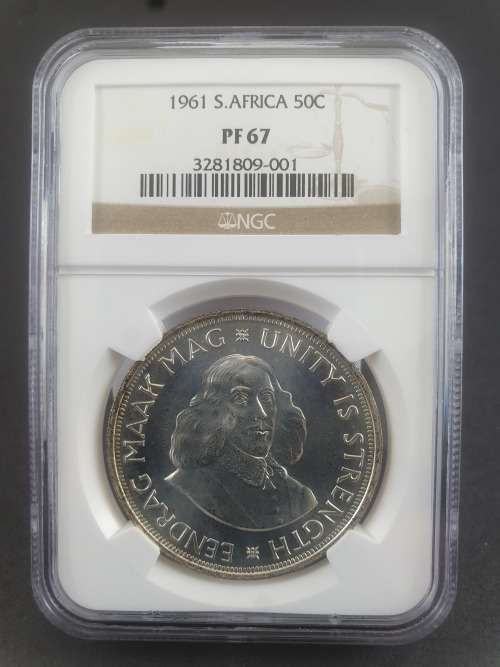 1961 S.AFRICA 50C
PF 67
3281809-001
NGC
EENDRAG MAAK MAG
UNITY IS STRENGTH